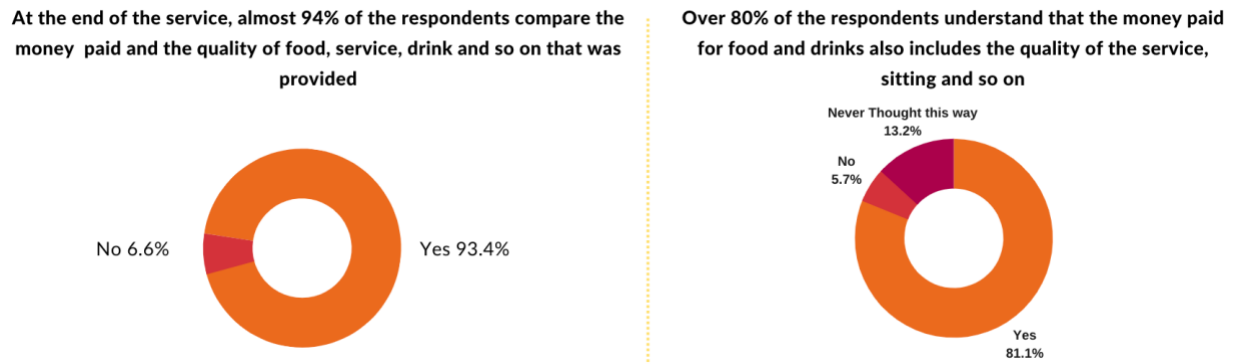 At the end of the service, almost 94% of the respondents compare the
money paid and the quality of food, service, drink and so on that was
provided
No 6.6%
Yes 93.4%
Over 80% of the respondents understand that the money paid
for food and drinks also includes the quality of the service,
sitting and so on
Never Thought this way
13.2%
No
5.7%
Yes
81.1%